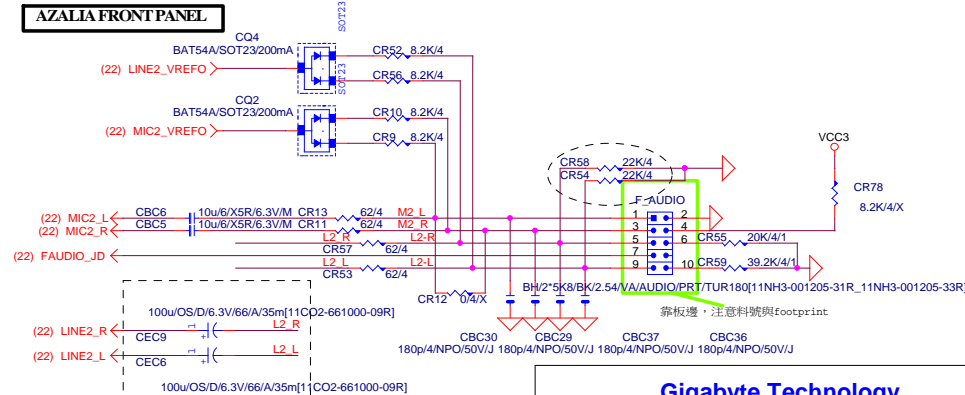 AZALIA FRONT PANEL
SOT23
CQ4
BAT54A/SOT23/200mA
CR52 8.2K/4
(22) LINE2_VREFO
CR56 8.2K/4
SOT23
CQ2
BAT54A/SOT23/200mA
CR10 8.2K/4
(22) MIC2_VREFO
CR9 8.2K/4
VCC3
CR58 22K/4
CR54 22K/4
CR78
8.2K/4/X
F_AUDIO
(22) MIC2_L CBC6 10u/6/X5R/6.3V/M CR13 62/4 M2_L 1 2
(22) MIC2_R CBC5 10u/6/X5R/6.3V/M CR11 62/4 M2_R 3 4
L2_R L2-R 5 6 CR55 20K/4/1
(22) FAUDIO_JD CR57 62/4 7
L2_L L2-L 9 10 CR59 39.2K/4/1
CR53 62/4
BH/2*5K8/BK/2.54/VA/AUDIO/PRT/TUR180[11NH3-001205-31R_11NH3-001205-33R]
CR12 0/4/X
靠板邊，注意料號與footprint
100u/OS/D/6.3V/66/A/35m[11CO2-661000-09R]
(22) LINE2_R CEC9 1 + L2_R
(22) LINE2_L CEC6 1 + L2_L
CBC30 CBC29 CBC37 CBC36
180p/4/NPO/50V/J 180p/4/NPO/50V/J 180p/4/NPO/50V/J 180p/4/NPO/50V/J
100u/OS/D/6.3V/66/A/35m[11CO2-661000-09R]
Gigabyte Technology